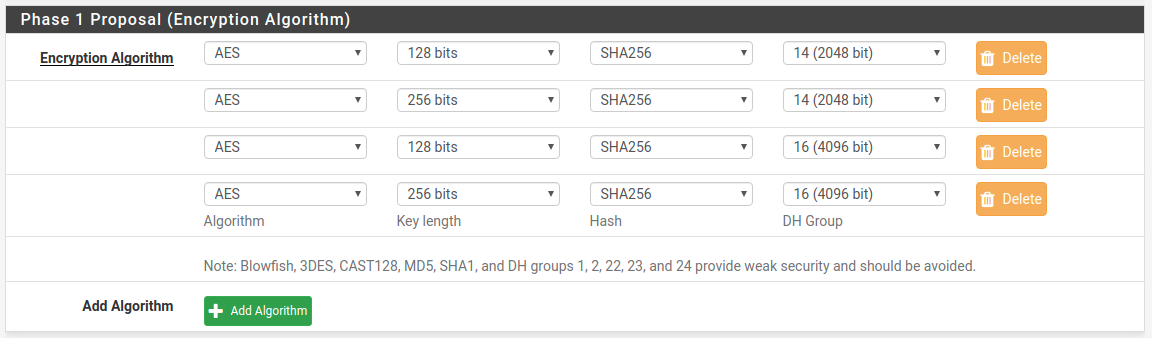 Phase 1 Proposal (Encryption Algorithm)
Encryption Algorithm AES 128 bits SHA256 14 (2048 bit) Delete
AES 256 bits SHA256 14 (2048 bit) Delete
AES 128 bits SHA256 16 (4096 bit) Delete
AES 256 bits SHA256 16 (4096 bit) Delete
Algorithm Key length Hash DH Group
Note: Blowfish, 3DES, CAST128, MD5, SHA1, and DH groups 1, 2, 22, 23, and 24 provide weak security and should be avoided.
Add Algorithm Add Algorithm